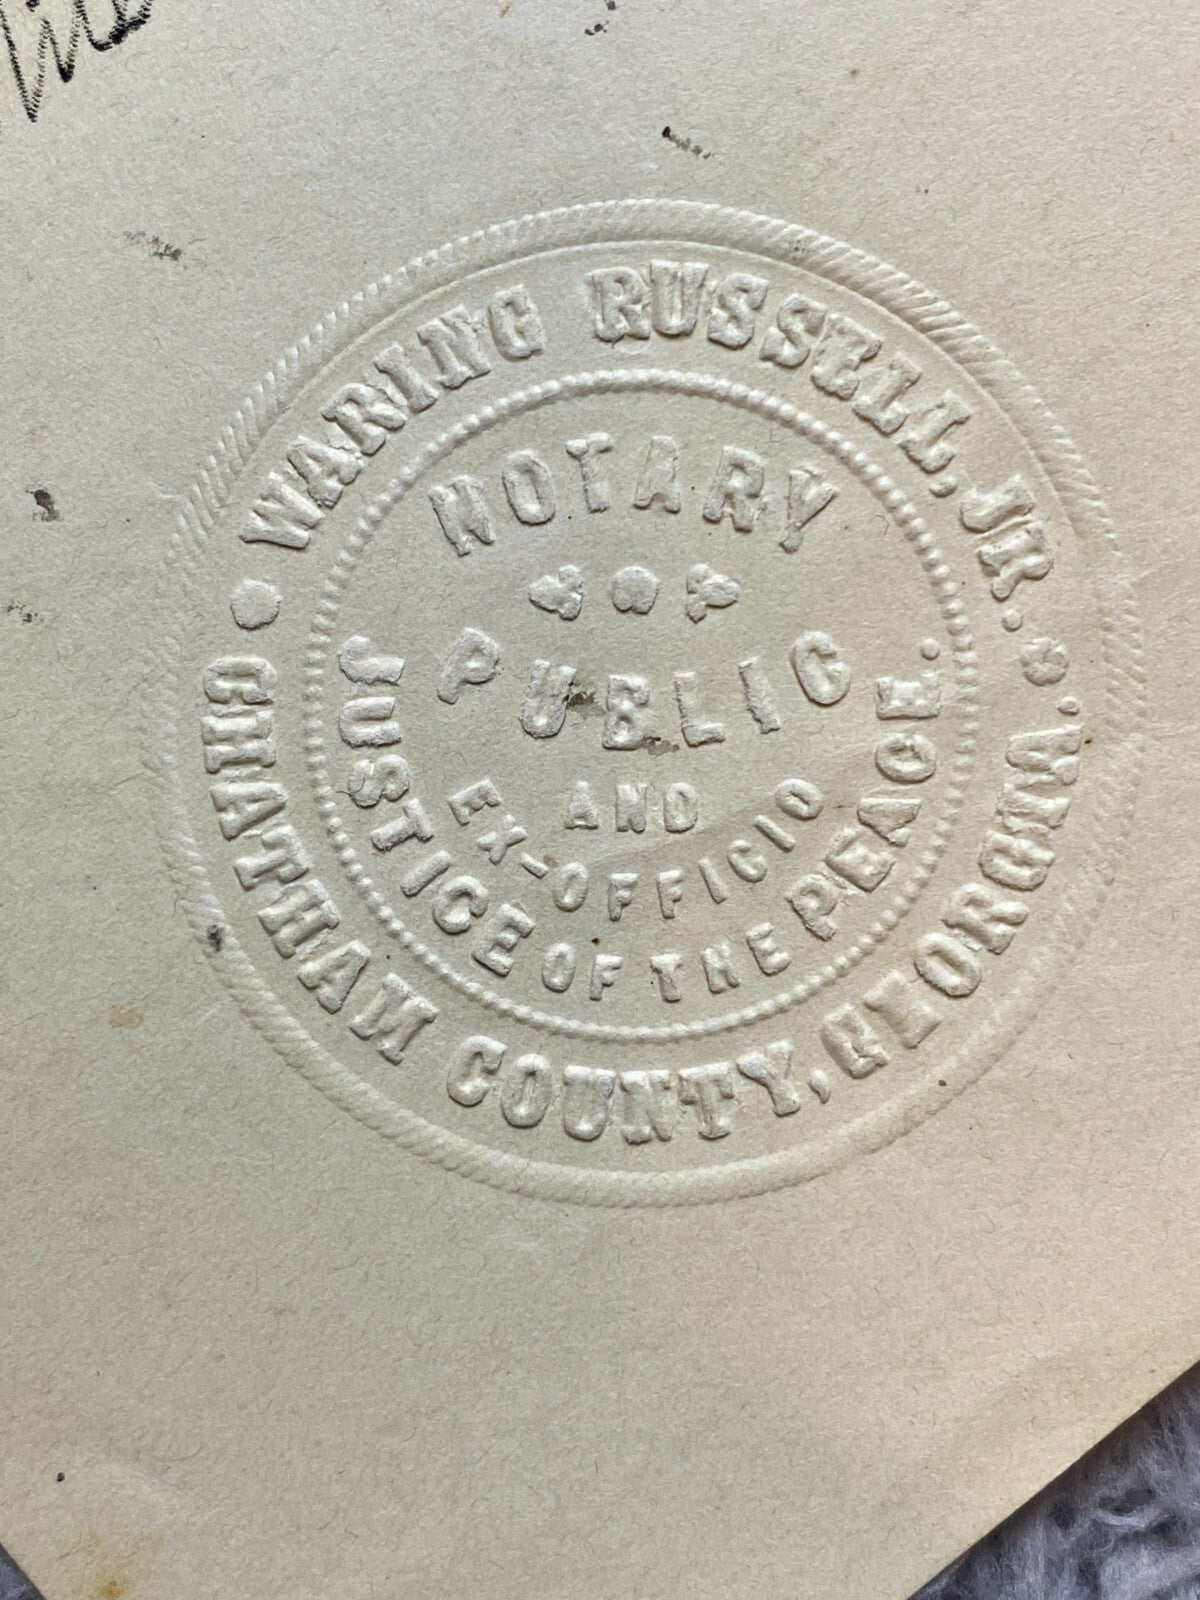 WARING RUSSELL, JR.
CHATHAM COUNTY, GEORGIA.
NOTARY
PUBLIC
AND
EX-OFFICIO
JUSTICE OF THE PEACE.